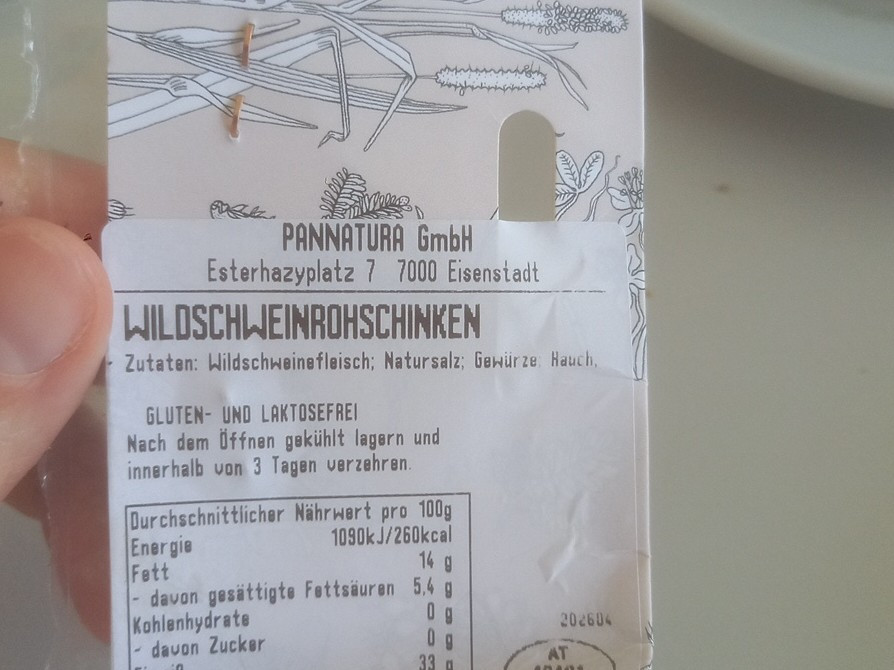 PANNATURA GmbH
Esterhazyplatz 7 7000 Eisenstadt
WILDSCHWEINROHSCHINKEN
Zutaten: Wildschweinefleisch; Natursalz; Gewürze; Rauch,
GLUTEN- UND LAKTOSEFREI
Nach dem Öffnen gekühlt lagern und
innerhalb von 3 Tagen verzehren.
Durchschnittlicher Nährwert pro 100g
Energie 1090kJ/260kcal
Fett 14 g
- davon gesättigte Fettsäuren 5,4 g
Kohlenhydrate 0 g
- davon Zucker 0 g
33 g
202604
AT